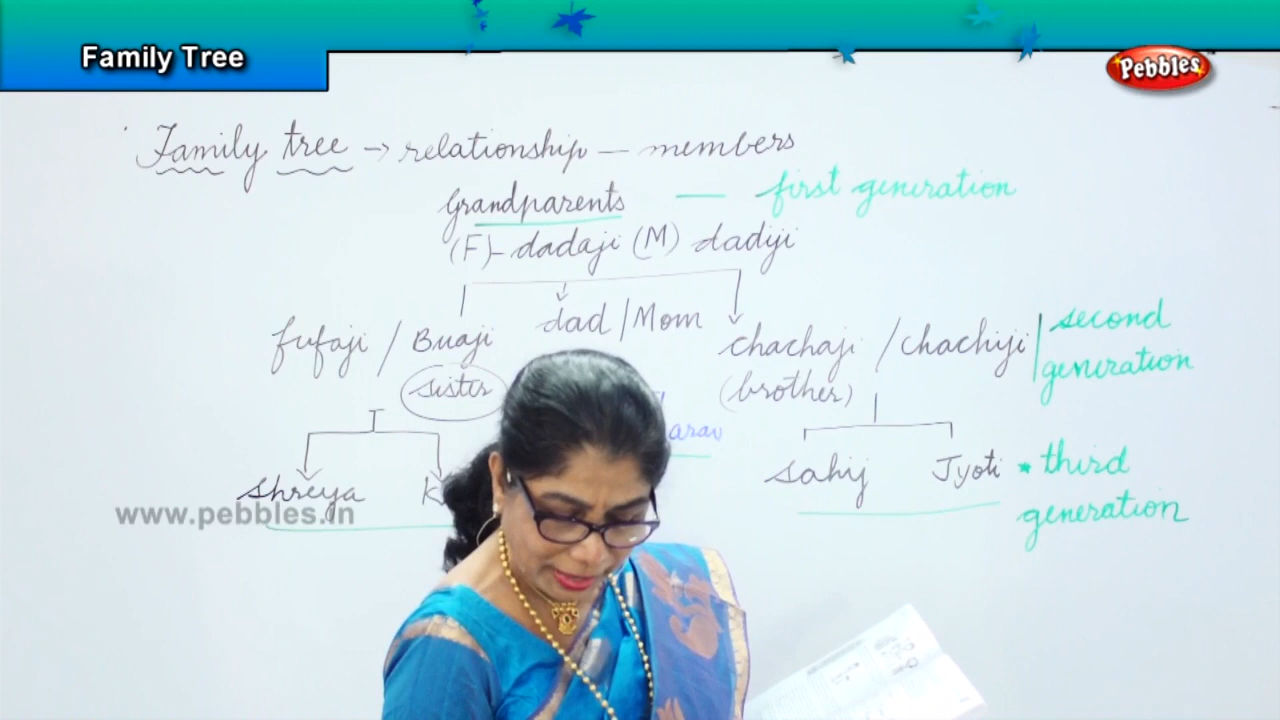 Family Tree
Pebbles
Family tree → relationship — members
Grandparents — first generation
(F)- dadaji (M) dadiji
fufaji / Buaji dad / Mom chachaji / chachiji second generation
sister (brother)
Shreya Sahij Jyoti * third generation
www.pebbles.in